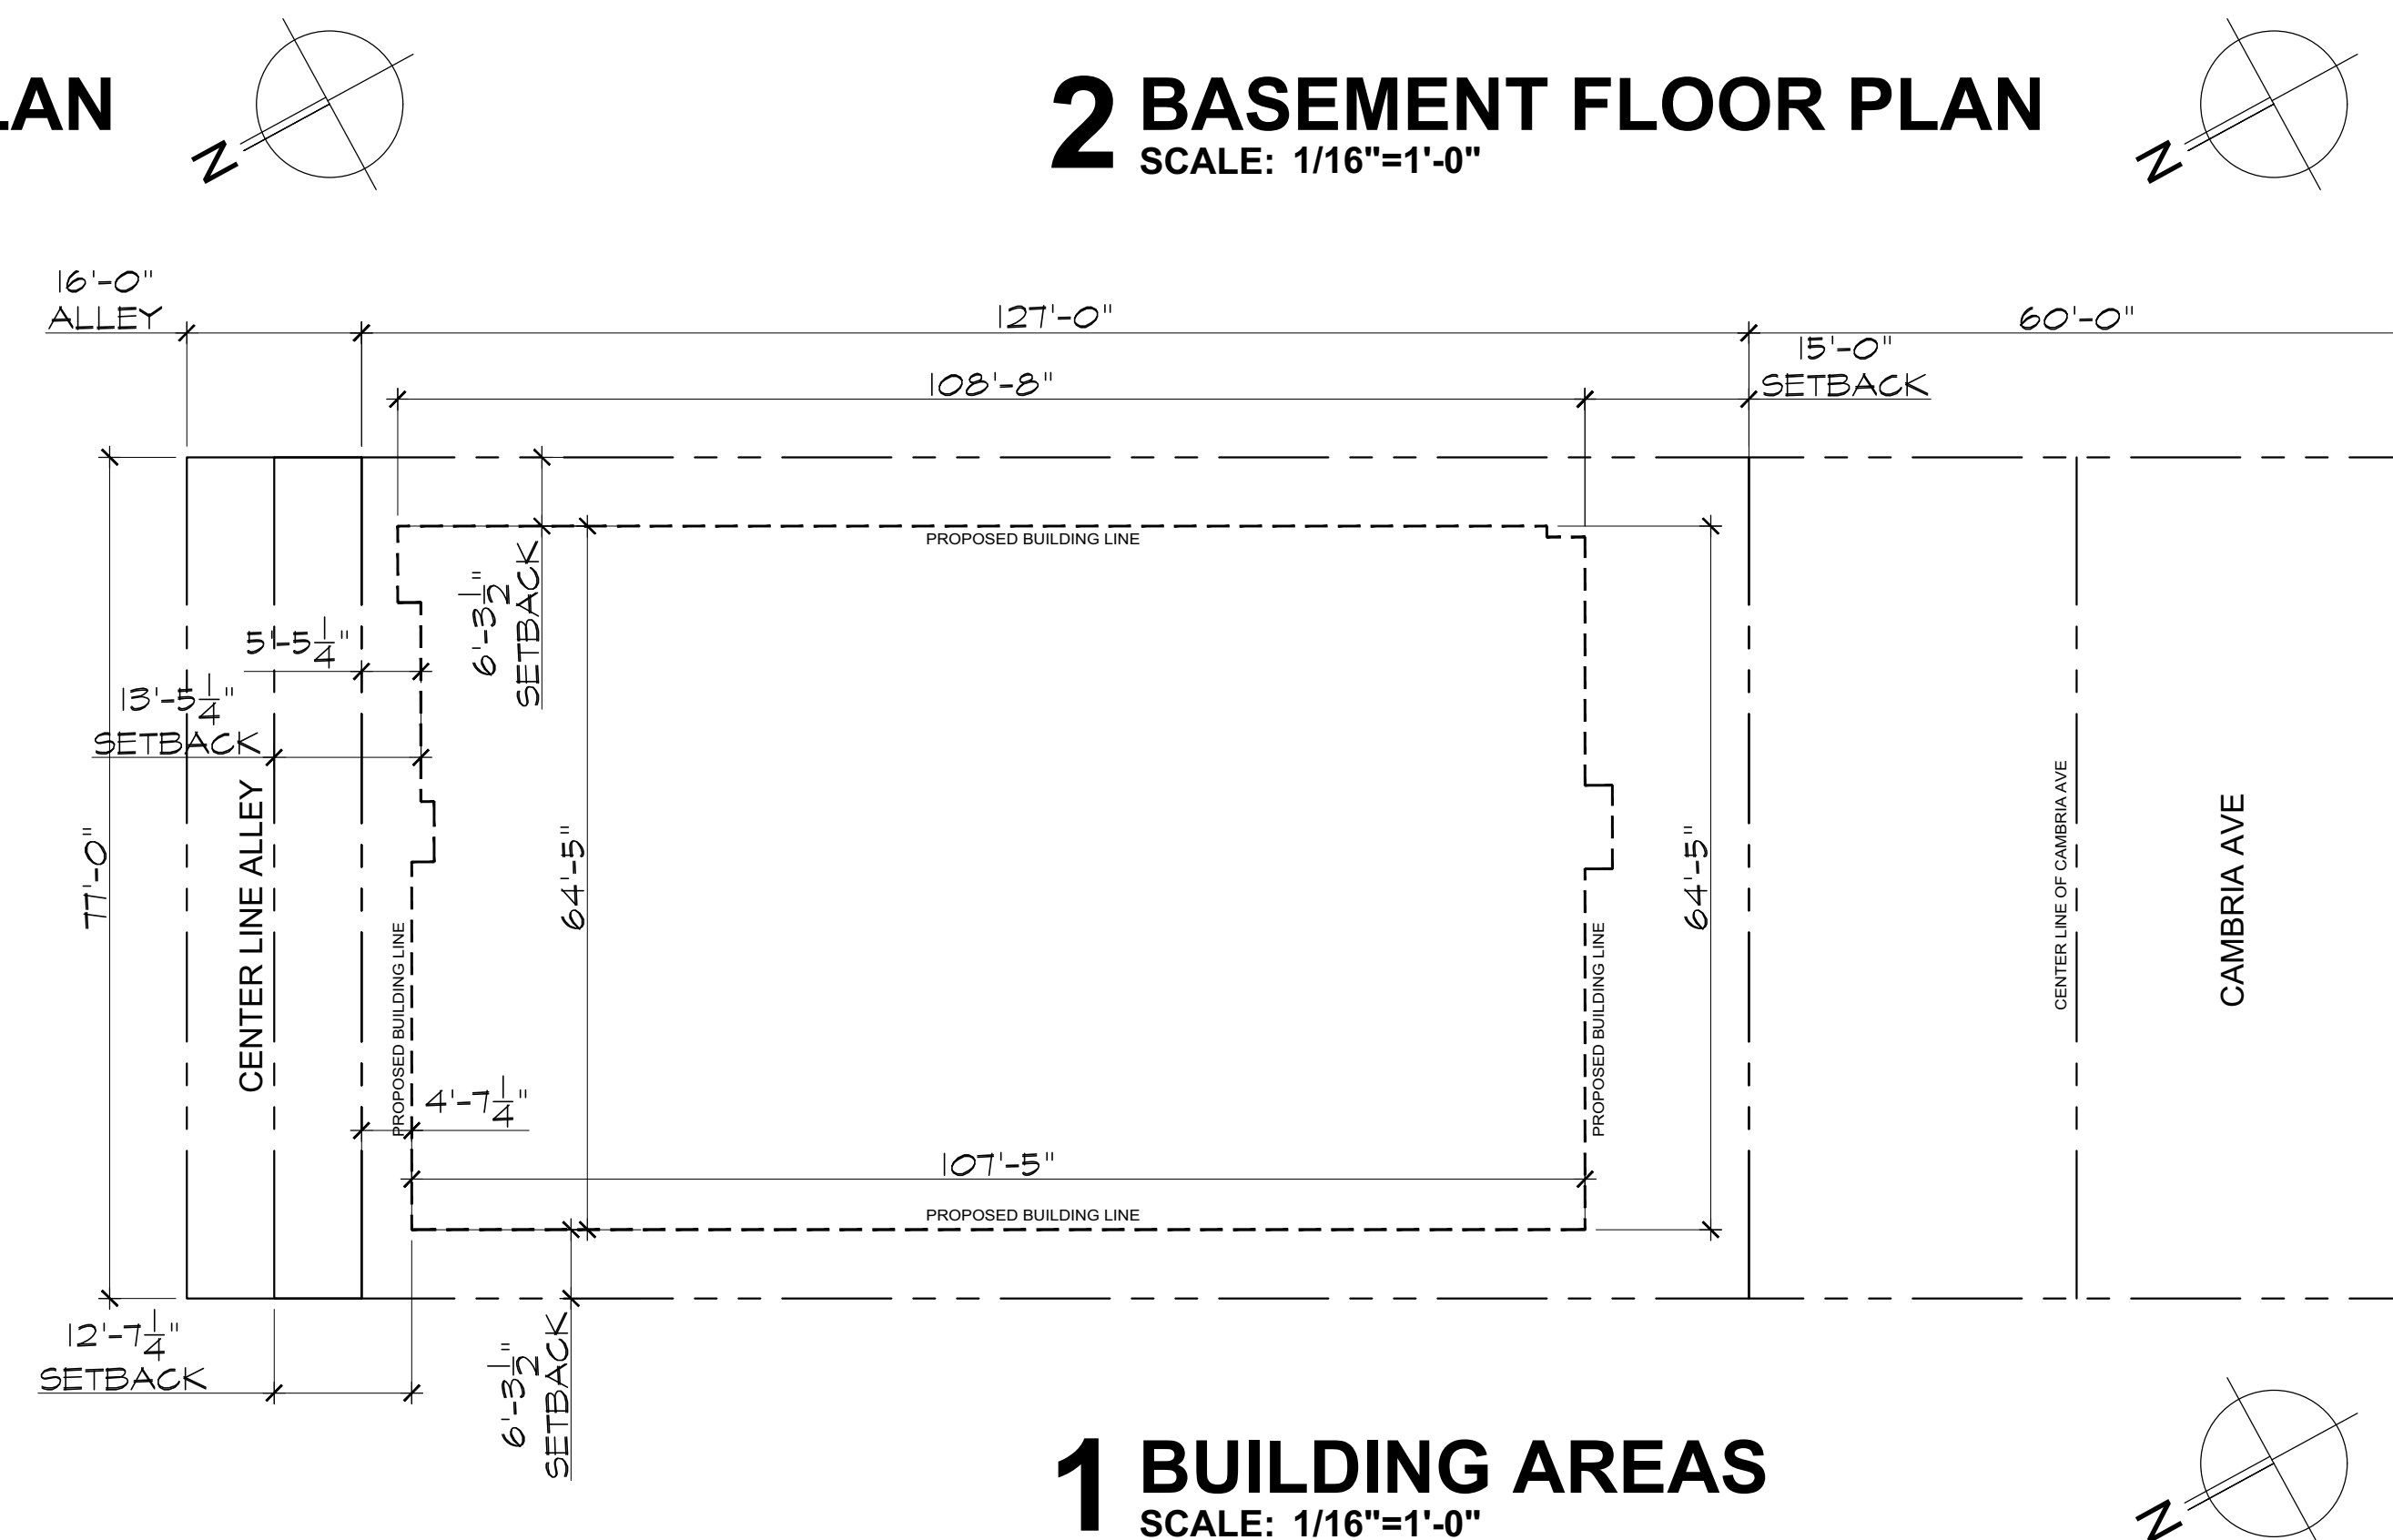 LAN
N
2 BASEMENT FLOOR PLAN
SCALE: 1/16"=1'-0"
N
16'-0"
ALLEY
127'-0"
60'-0"
15'-0"
SETBACK
108'-8"
PROPOSED BUILDING LINE
6'-3 1/2"
SETBACK
5'-5 1/4"
13'-5 1/4"
SETBACK
CENTER LINE ALLEY
77'-0"
64'-5"
64'-5"
PROPOSED BUILDING LINE
PROPOSED BUILDING LINE
CENTER LINE OF CAMBRIA AVE
CAMBRIA AVE
4'-7 1/4"
107'-5"
PROPOSED BUILDING LINE
12'-7 1/4"
SETBACK
6'-3 1/2"
SETBACK
1 BUILDING AREAS
SCALE: 1/16"=1'-0"
N